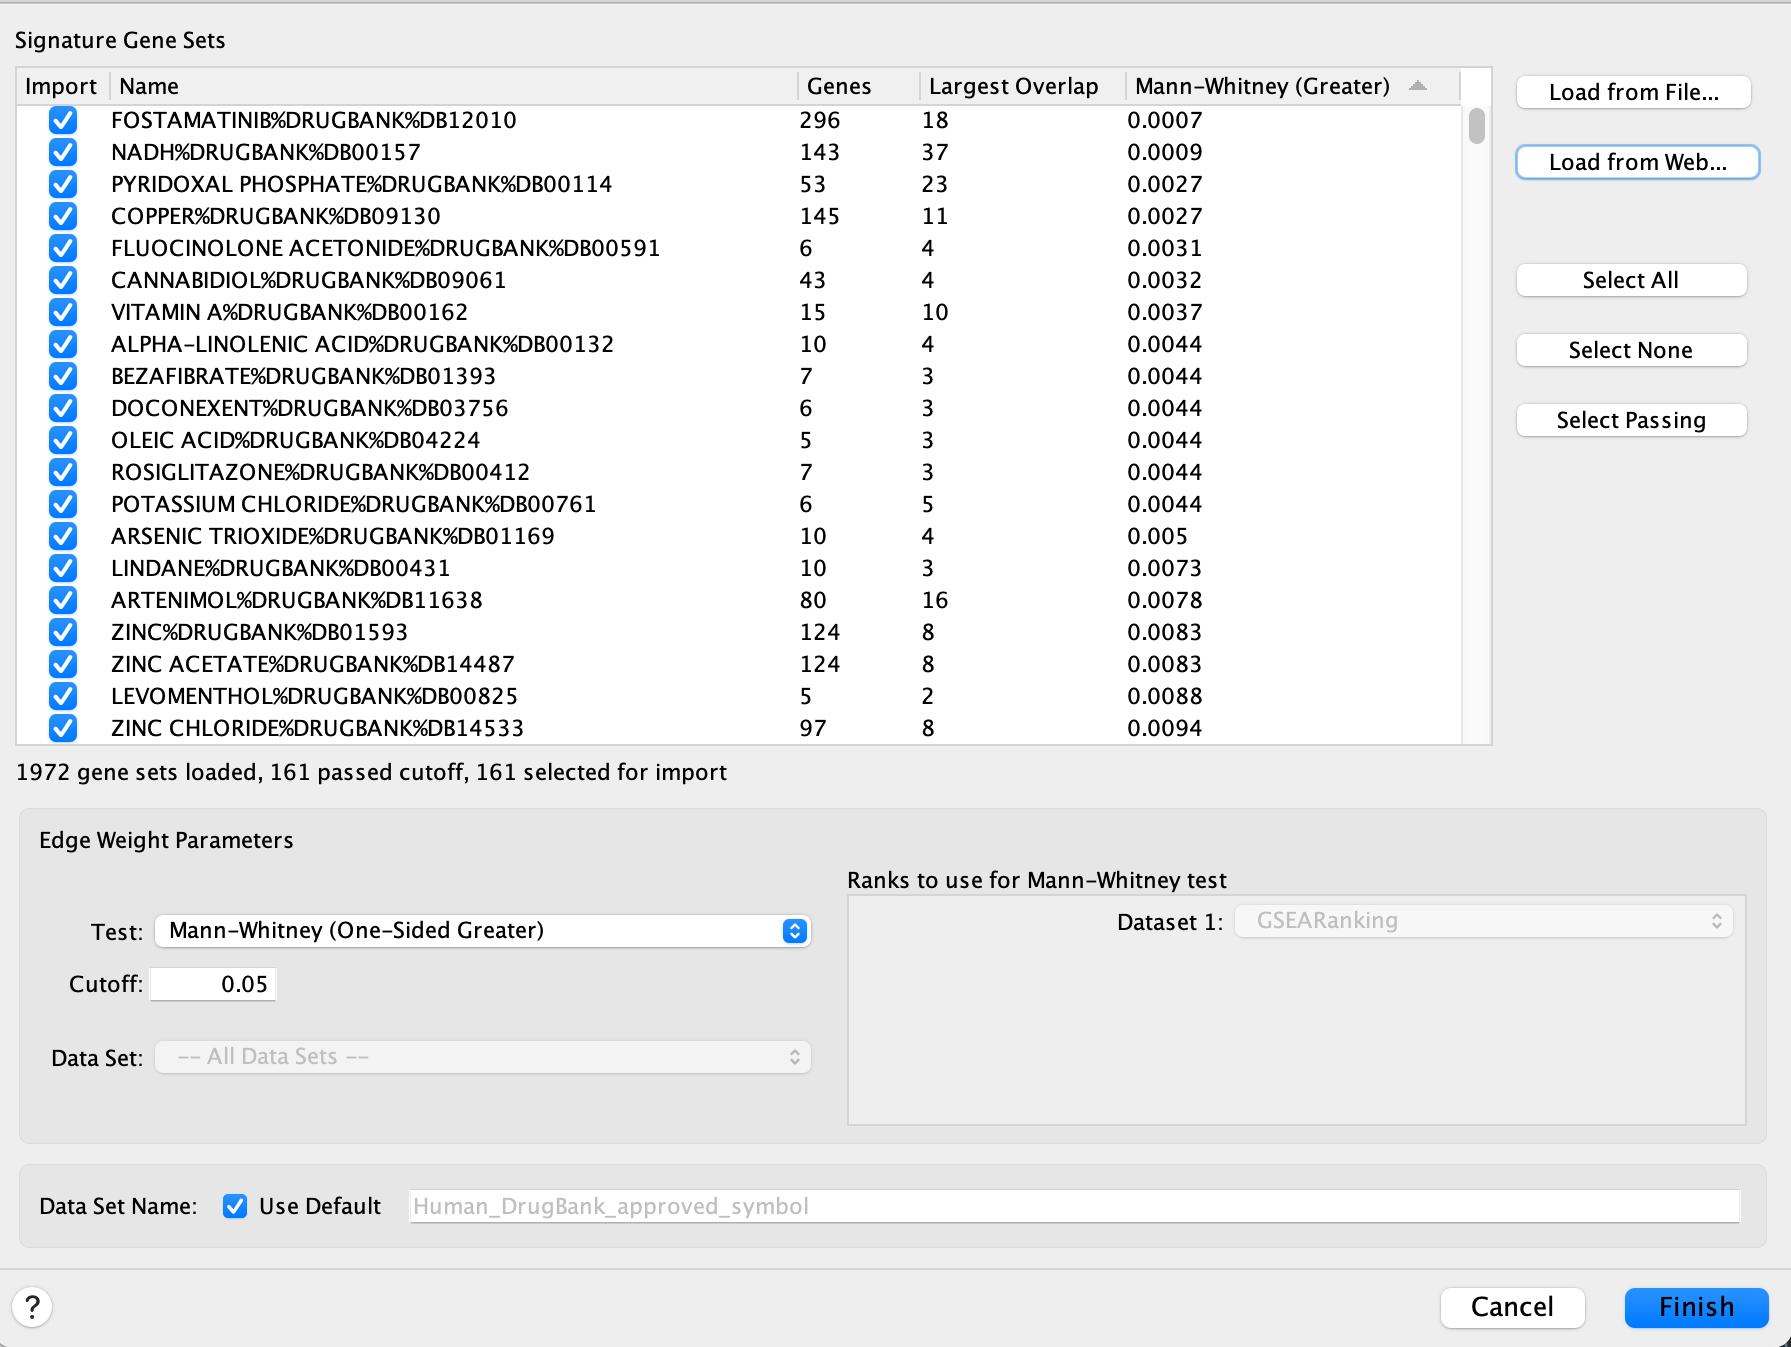 Signature Gene Sets
Import Name Genes Largest Overlap Mann-Whitney (Greater)
FOSTAMATINIB%DRUGBANK%DB12010 296 18 0.0007
NADH%DRUGBANK%DB00157 143 37 0.0009
PYRIDOXAL PHOSPHATE%DRUGBANK%DB00114 53 23 0.0027
COPPER%DRUGBANK%DB09130 145 11 0.0027
FLUOCINOLONE ACETONIDE%DRUGBANK%DB00591 6 4 0.0031
CANNABIDIOL%DRUGBANK%DB09061 43 4 0.0032
VITAMIN A%DRUGBANK%DB00162 15 10 0.0037
ALPHA-LINOLENIC ACID%DRUGBANK%DB00132 10 4 0.0044
BEZAFIBRATE%DRUGBANK%DB01393 7 3 0.0044
DOCONEXENT%DRUGBANK%DB03756 6 3 0.0044
OLEIC ACID%DRUGBANK%DB04224 5 3 0.0044
ROSIGLITAZONE%DRUGBANK%DB00412 7 3 0.0044
POTASSIUM CHLORIDE%DRUGBANK%DB00761 6 5 0.0044
ARSENIC TRIOXIDE%DRUGBANK%DB01169 10 4 0.005
LINDANE%DRUGBANK%DB00431 10 3 0.0073
ARTENIMOL%DRUGBANK%DB11638 80 16 0.0078
ZINC%DRUGBANK%DB01593 124 8 0.0083
ZINC ACETATE%DRUGBANK%DB14487 124 8 0.0083
LEVOMENTHOL%DRUGBANK%DB00825 5 2 0.0088
ZINC CHLORIDE%DRUGBANK%DB14533 97 8 0.0094
Load from File...
Load from Web...
Select All
Select None
Select Passing
1972 gene sets loaded, 161 passed cutoff, 161 selected for import
Edge Weight Parameters
Test: Mann-Whitney (One-Sided Greater)
Cutoff: 0.05
Data Set: -- All Data Sets --
Ranks to use for Mann-Whitney test
Dataset 1: GSEARanking
Data Set Name: Use Default Human_DrugBank_approved_symbol
? Cancel Finish